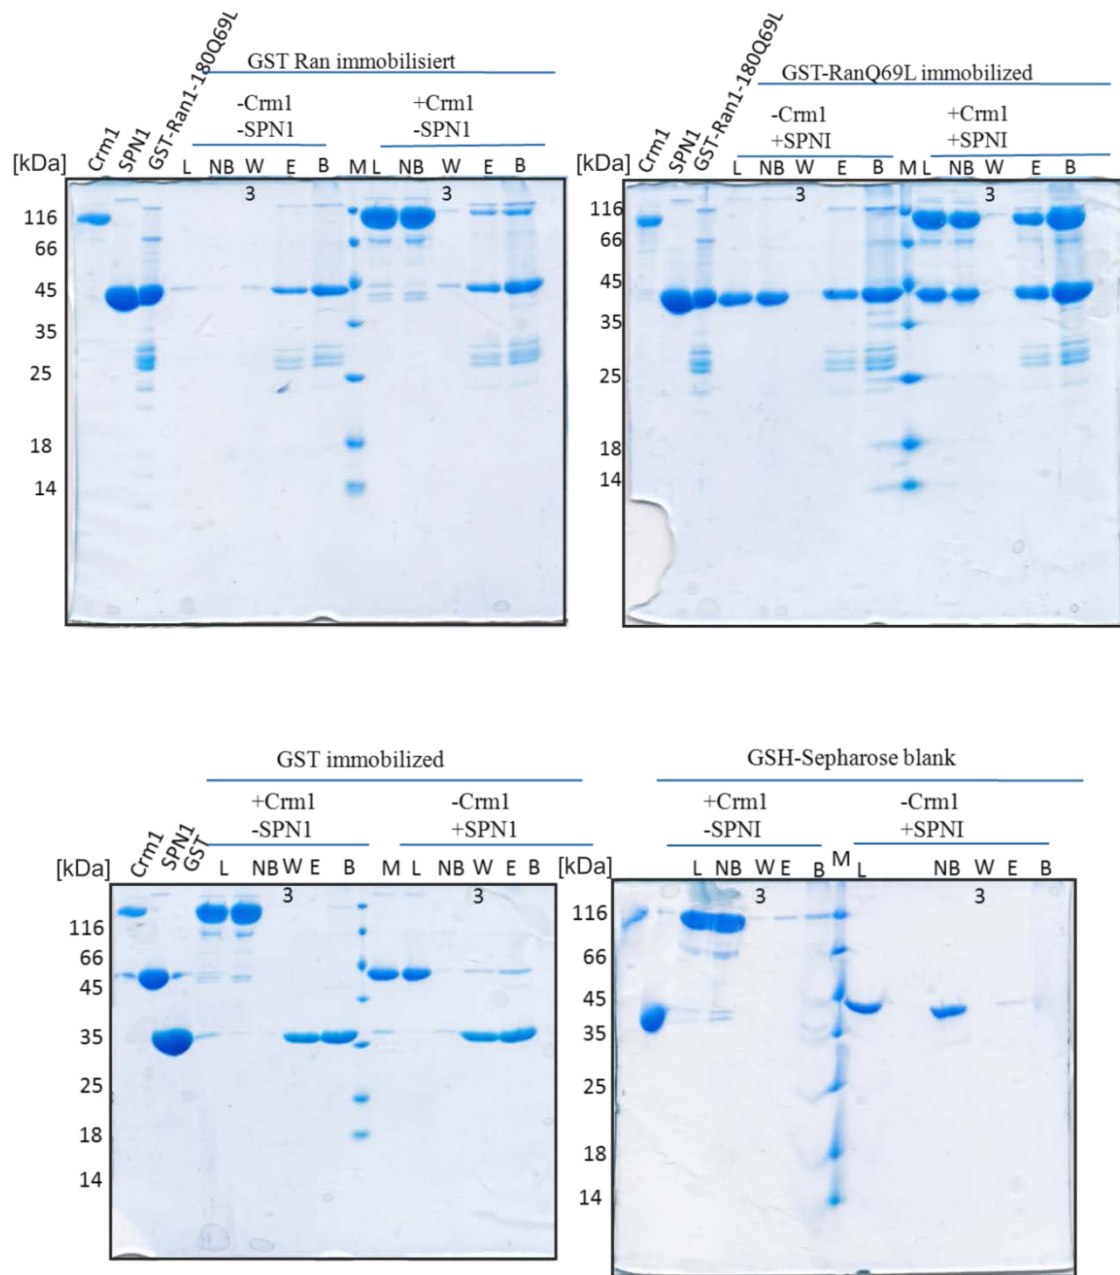 GST Ran immobilisiert
-Crm1 +Crm1
-SPN1 -SPN1
Crm1 SPN1 GST-Ran1-180Q69L
[kDa] L NB W E B M L NB W E B
3 3
116
66
45
35
25
18
14
GST-RanQ69L immobilized
-Crm1 +Crm1
+SPNI +SPNI
Crm1 SPN1 GST-Ran1-180Q69L
L NB W E B M L NB W E B
3 3
116
66
45
35
25
18
14
GST immobilized
+Crm1 -Crm1
-SPN1 +SPN1
Crm1 SPN1 GST
[kDa] L NB W E B M L NB W E B
3 3
116
66
45
35
25
18
14
GSH-Sepharose blank
+Crm1 -Crm1
-SPNI +SPNI
[kDa] L NB W E B M L NB W E B
3 3
116
66
45
35
25
18
14